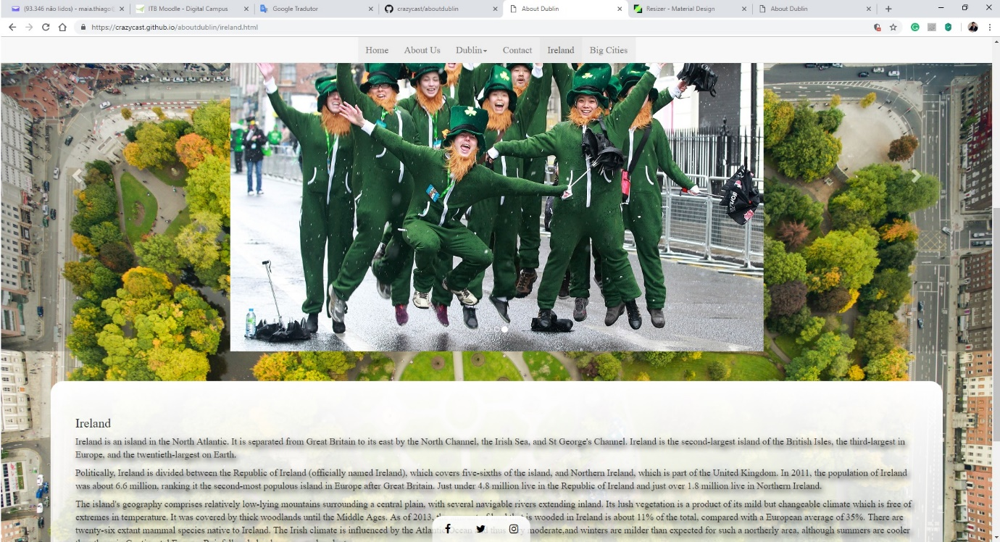 (93.346 não lidos) - maia.thiago
ITB Moodle - Digital Campus
Google Tradutor
crazycast/aboutdublin
About Dublin
Resizer - Material Design
About Dublin
https://crazycast.github.io/aboutdublin/ireland.html
Home About Us Dublin Contact Ireland Big Cities
Ireland
Ireland is an island in the North Atlantic. It is separated from Great Britain to its east by the North Channel, the Irish Sea, and St George's Channel. Ireland is the second-largest island of the British Isles, the third-largest in
Europe, and the twentieth-largest on Earth.
Politically, Ireland is divided between the Republic of Ireland (officially named Ireland), which covers five-sixths of the island, and Northern Ireland, which is part of the United Kingdom. In 2011, the population of Ireland
was about 6.6 million, ranking it the second-most populous island in Europe after Great Britain. Just under 4.8 million live in the Republic of Ireland and just over 1.8 million live in Northern Ireland.
The island's geography comprises relatively low-lying mountains surrounding a central plain, with several navigable rivers extending inland. Its lush vegetation is a product of its mild but changeable climate which is free of
extremes in temperature. It was covered by thick woodlands until the Middle Ages. As of 2013, is wooded in Ireland is about 11% of the total, compared with a European average of 35%. There are
twenty-six extant mammal species native to Ireland. The Irish climate is influenced by the Atlantic Ocean and thus moderate,and winters are milder than expected for such a northerly area, although summers are cooler